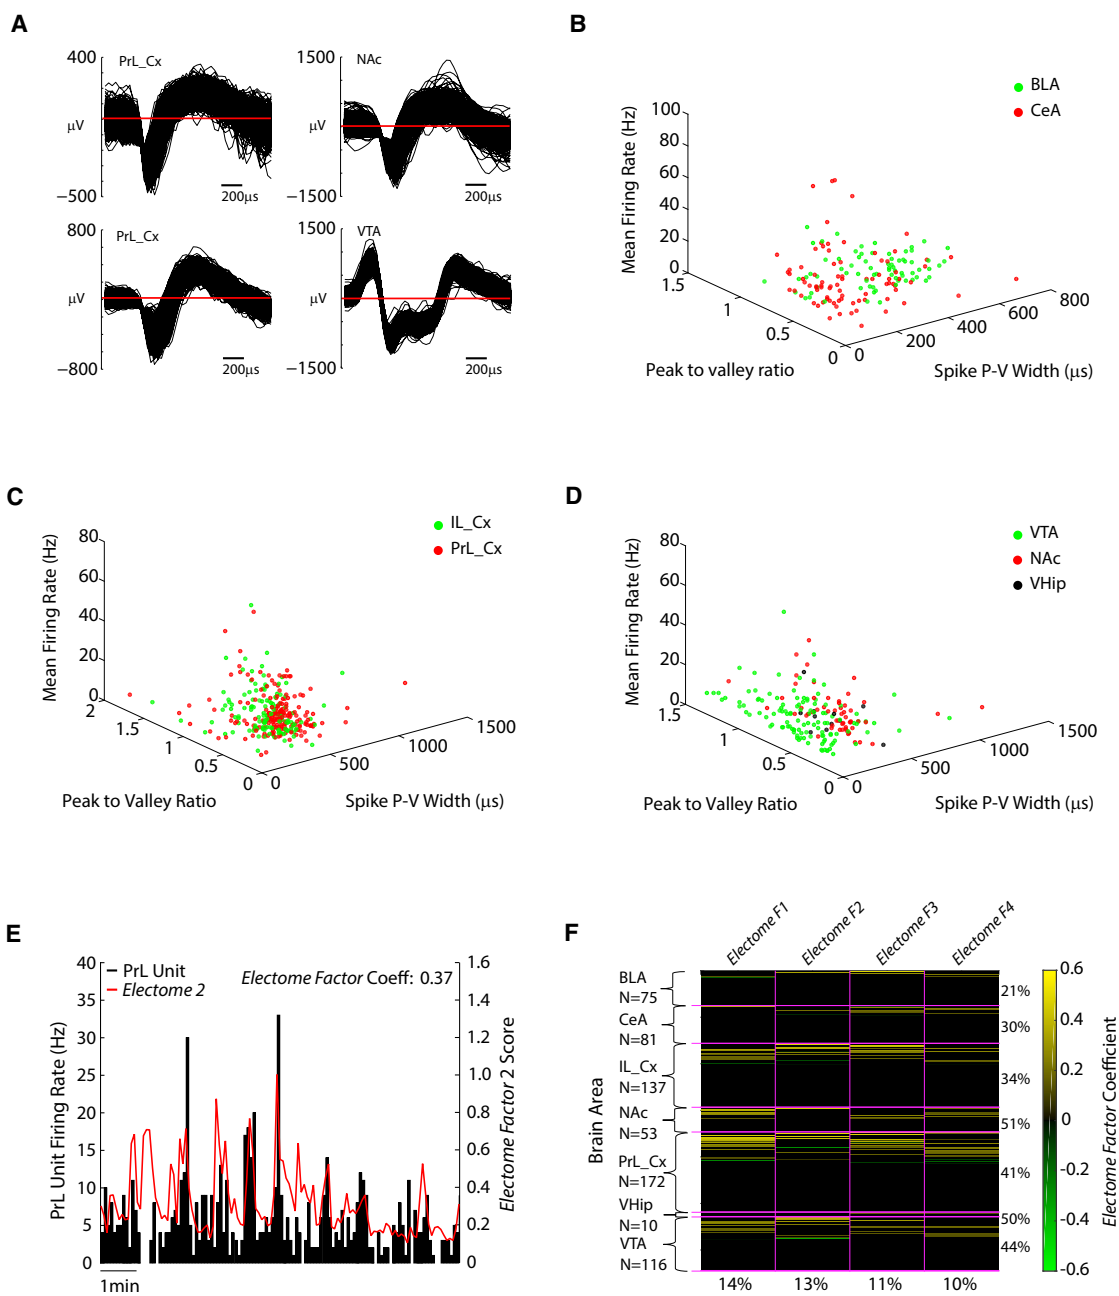 A
400
PrL_Cx
μV
−500
200μs
1500
NAc
μV
−1500
200μs
800
PrL_Cx
μV
−800
200μs
1500
VTA
μV
−1500
200μs
B
BLA
CeA
Mean Firing Rate (Hz)
100
80
60
40
20
0
1.5
1
0.5
0
0
200
400
600
800
Peak to valley ratio
Spike P-V Width (μs)
C
IL_Cx
PrL_Cx
Mean Firing Rate (Hz)
80
60
40
20
0
2
1.5
1
0.5
0
0
500
1000
1500
Peak to Valley Ratio
Spike P-V Width (μs)
D
VTA
NAc
VHip
Mean Firing Rate (Hz)
80
60
40
20
0
1.5
1
0.5
0
0
500
1000
1500
Peak to Valley Ratio
Spike P-V Width (μs)
E
PrL Unit
Electome 2
Electome Factor Coeff: 0.37
PrL Unit Firing Rate (Hz)
40
35
30
25
20
15
10
5
0
1.6
1.4
1.2
1.0
0.8
0.6
0.4
0.2
0
Electome Factor 2 Score
1min
F
Electome F1
Electome F2
Electome F3
Electome F4
Brain Area
BLA
N=75
CeA
N=81
IL_Cx
N=137
NAc
N=53
PrL_Cx
N=172
VHip
N=10
VTA
N=116
21%
30%
34%
51%
41%
50%
44%
14%
13%
11%
10%
0.6
0.4
0.2
0
-0.2
-0.4
-0.6
Electome Factor Coefficient